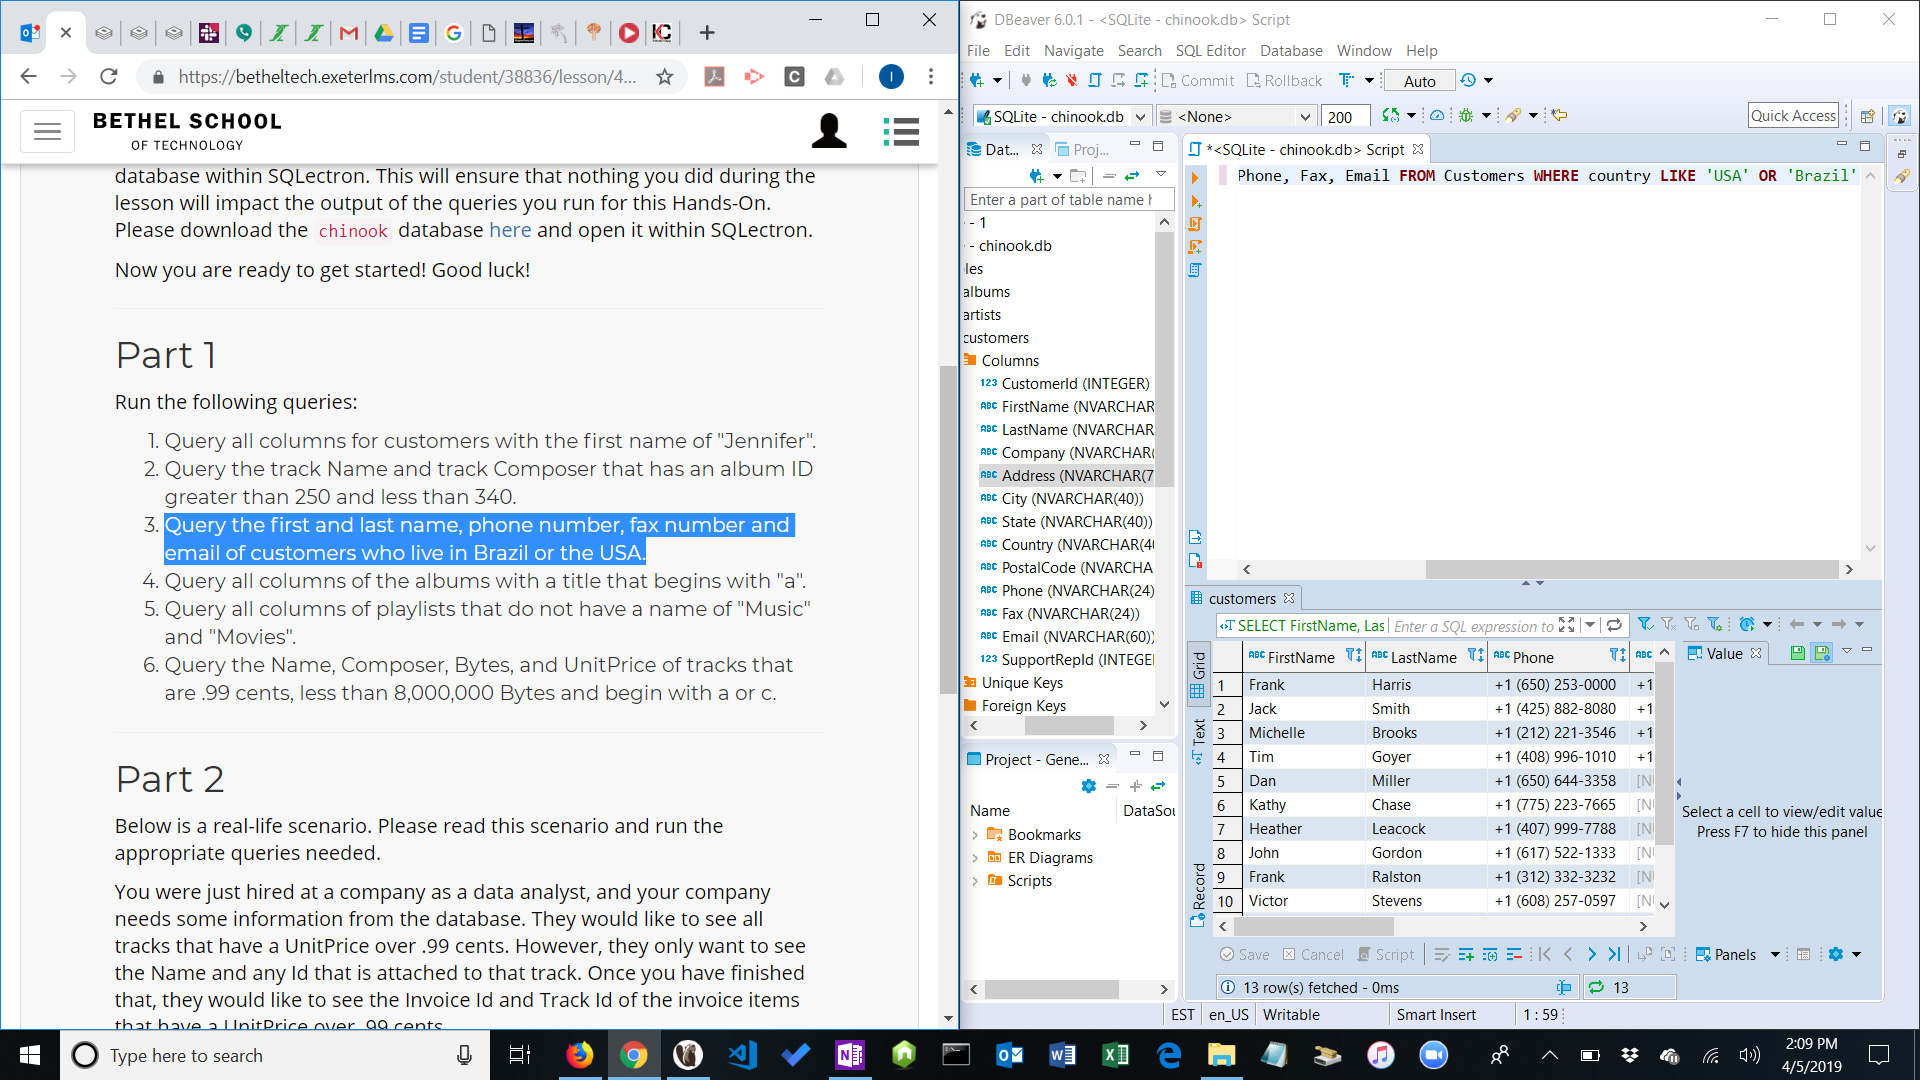 https://betheltech.exeterlms.com/student/38836/lesson/4...
BETHEL SCHOOL
OF TECHNOLOGY
database within SQLectron. This will ensure that nothing you did during the
lesson will impact the output of the queries you run for this Hands-On.
Please download the chinook database here and open it within SQLectron.
Now you are ready to get started! Good luck!
Part 1
Run the following queries:
1. Query all columns for customers with the first name of "Jennifer".
2. Query the track Name and track Composer that has an album ID
greater than 250 and less than 340.
3. Query the first and last name, phone number, fax number and
email of customers who live in Brazil or the USA.
4. Query all columns of the albums with a title that begins with "a".
5. Query all columns of playlists that do not have a name of "Music"
and "Movies".
6. Query the Name, Composer, Bytes, and UnitPrice of tracks that
are .99 cents, less than 8,000,000 Bytes and begin with a or c.
Part 2
Below is a real-life scenario. Please read this scenario and run the
appropriate queries needed.
You were just hired at a company as a data analyst, and your company
needs some information from the database. They would like to see all
tracks that have a UnitPrice over .99 cents. However, they only want to see
the Name and any Id that is attached to that track. Once you have finished
that, they would like to see the Invoice Id and Track Id of the invoice items
that have a UnitPrice over .99 cents
DBeaver 6.0.1 - <SQLite - chinook.db> Script
File Edit Navigate Search SQL Editor Database Window Help
Commit Rollback Auto
SQLite - chinook.db <None> 200 Quick Access
Dat... Proj...
Enter a part of table name h
- 1
- chinook.db
les
albums
artists
customers
Columns
123 CustomerId (INTEGER)
ABC FirstName (NVARCHAR
ABC LastName (NVARCHAR
ABC Company (NVARCHAR(
ABC Address (NVARCHAR(7
ABC City (NVARCHAR(40))
ABC State (NVARCHAR(40))
ABC Country (NVARCHAR(4
ABC PostalCode (NVARCHA
ABC Phone (NVARCHAR(24)
ABC Fax (NVARCHAR(24))
ABC Email (NVARCHAR(60))
123 SupportRepId (INTEGE
Unique Keys
Foreign Keys
Project - Gene...
Name DataSou
Bookmarks
ER Diagrams
Scripts
*<SQLite - chinook.db> Script
Phone, Fax, Email FROM Customers WHERE country LIKE 'USA' OR 'Brazil'
customers
SELECT FirstName, Las Enter a SQL expression to
Grid
Text
Record
ABC FirstName ABC LastName ABC Phone ABC
1 Frank Harris +1 (650) 253-0000 +1
2 Jack Smith +1 (425) 882-8080 +1
3 Michelle Brooks +1 (212) 221-3546 +1
4 Tim Goyer +1 (408) 996-1010 +1
5 Dan Miller +1 (650) 644-3358 [NU
6 Kathy Chase +1 (775) 223-7665 [NU
7 Heather Leacock +1 (407) 999-7788 [NU
8 John Gordon +1 (617) 522-1333 [NU
9 Frank Ralston +1 (312) 332-3232 [NU
10 Victor Stevens +1 (608) 257-0597 [NU
Value
Select a cell to view/edit value
Press F7 to hide this panel
Save Cancel Script Panels
13 row(s) fetched - 0ms 13
EST en_US Writable Smart Insert 1 : 59
Type here to search
2:09 PM
4/5/2019